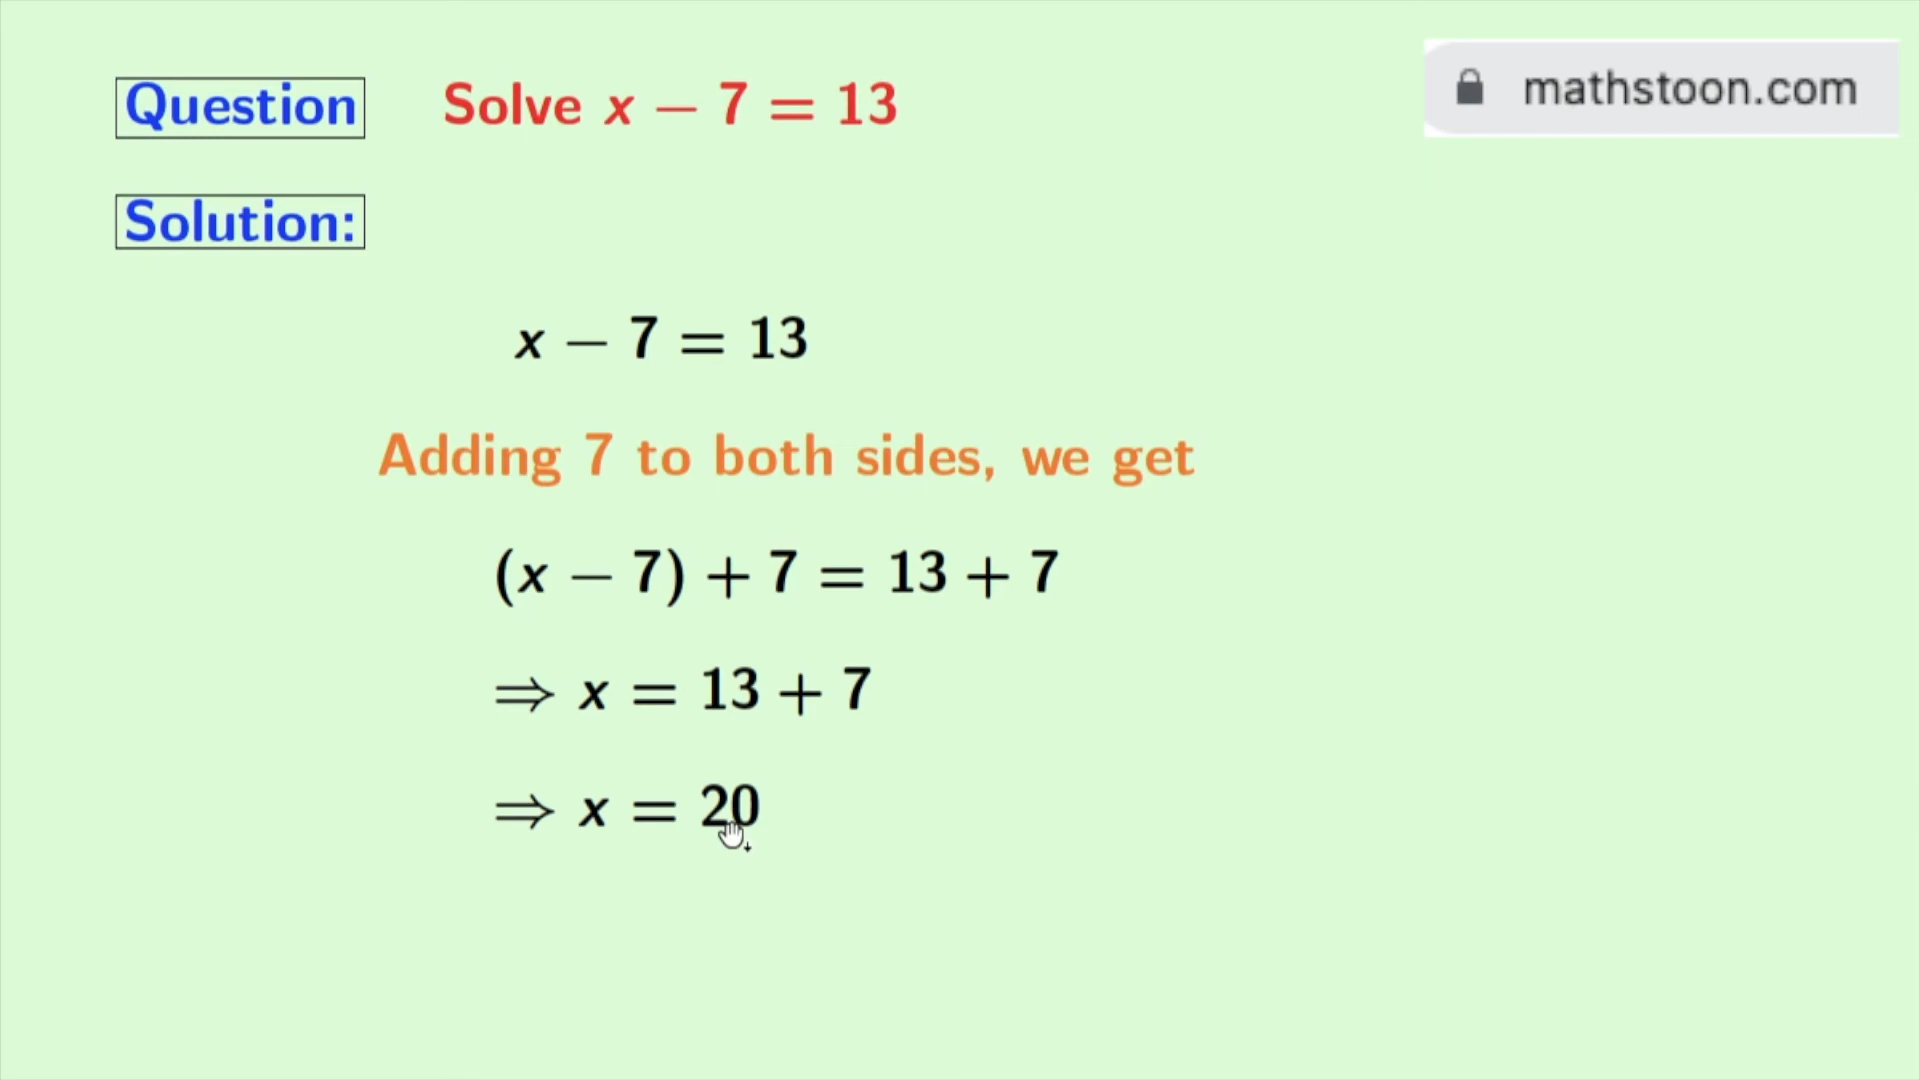 Question Solve x − 7 = 13
mathstoon.com
Solution:
x − 7 = 13
Adding 7 to both sides, we get
(x − 7) + 7 = 13 + 7
⇒ x = 13 + 7
⇒ x = 20